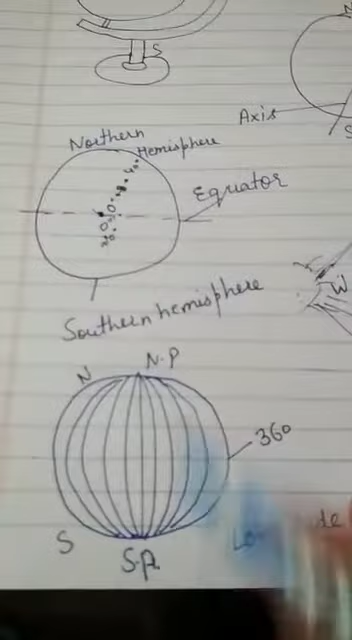 S
N
Axis
S
Northern
Hemisphere
Equator
W
Southern hemisphere
N
N.P
360
S
S.P.